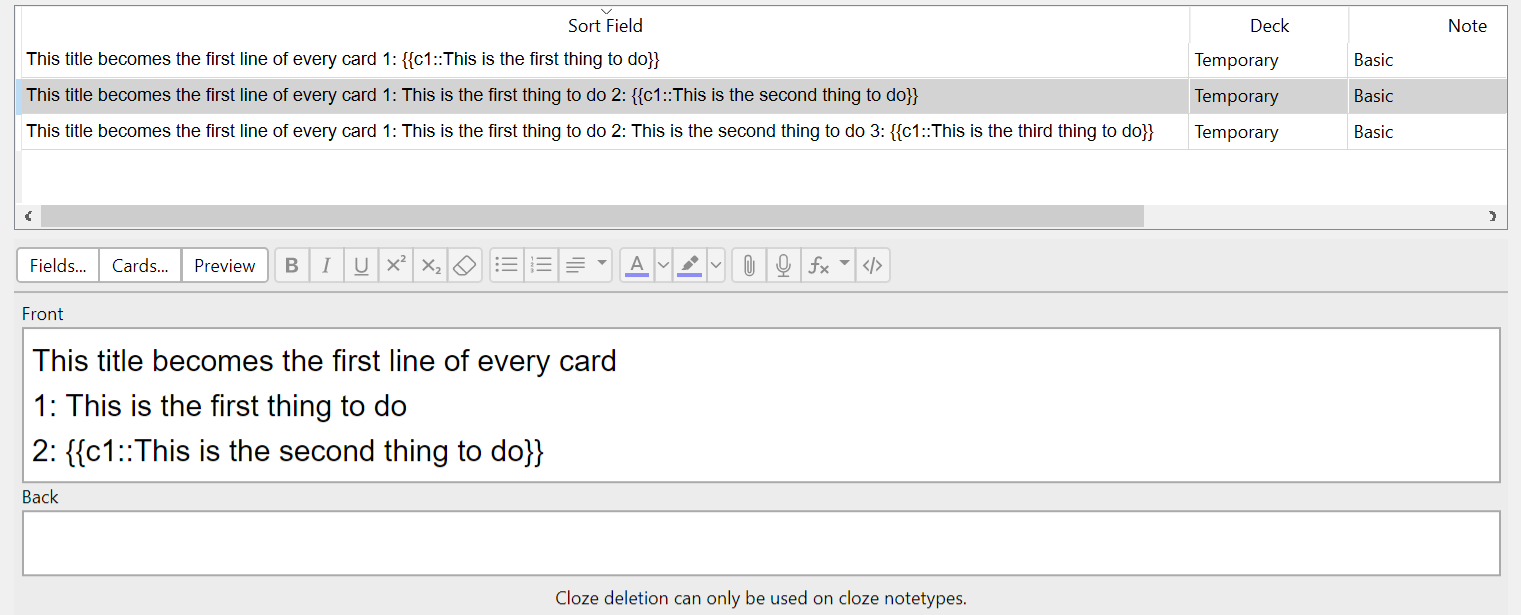 Sort Field Deck Note
This title becomes the first line of every card 1: {{c1::This is the first thing to do}} Temporary Basic
This title becomes the first line of every card 1: This is the first thing to do 2: {{c1::This is the second thing to do}} Temporary Basic
This title becomes the first line of every card 1: This is the first thing to do 2: This is the second thing to do 3: {{c1::This is the third thing to do}} Temporary Basic
Fields... Cards... Preview B I U x² x₂ A fx </>
Front
This title becomes the first line of every card
1: This is the first thing to do
2: {{c1::This is the second thing to do}}
Back
Cloze deletion can only be used on cloze notetypes.